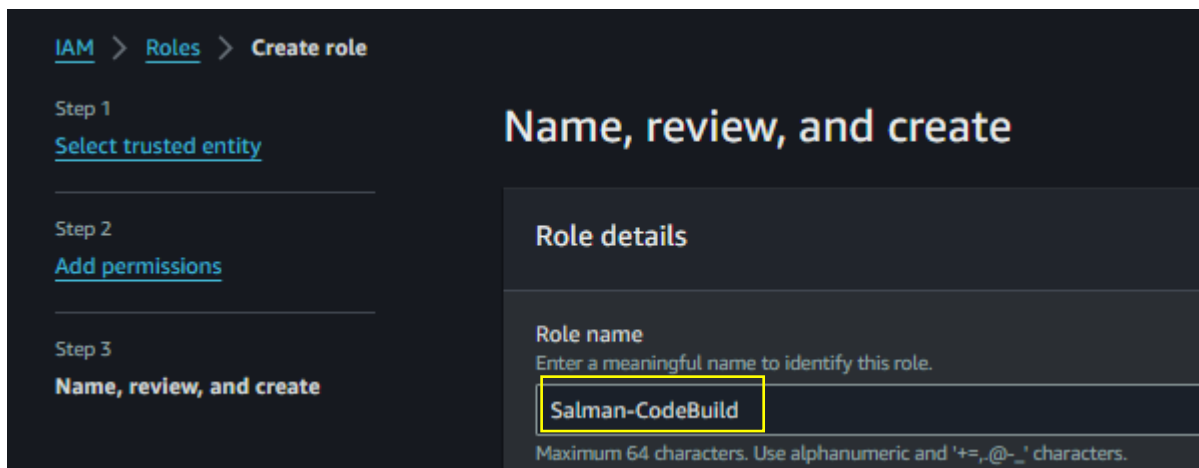 IAM > Roles > Create role
Step 1
Select trusted entity
Step 2
Add permissions
Step 3
Name, review, and create
Name, review, and create
Role details
Role name
Enter a meaningful name to identify this role.
Salman-CodeBuild
Maximum 64 characters. Use alphanumeric and '+=,.@-_' characters.